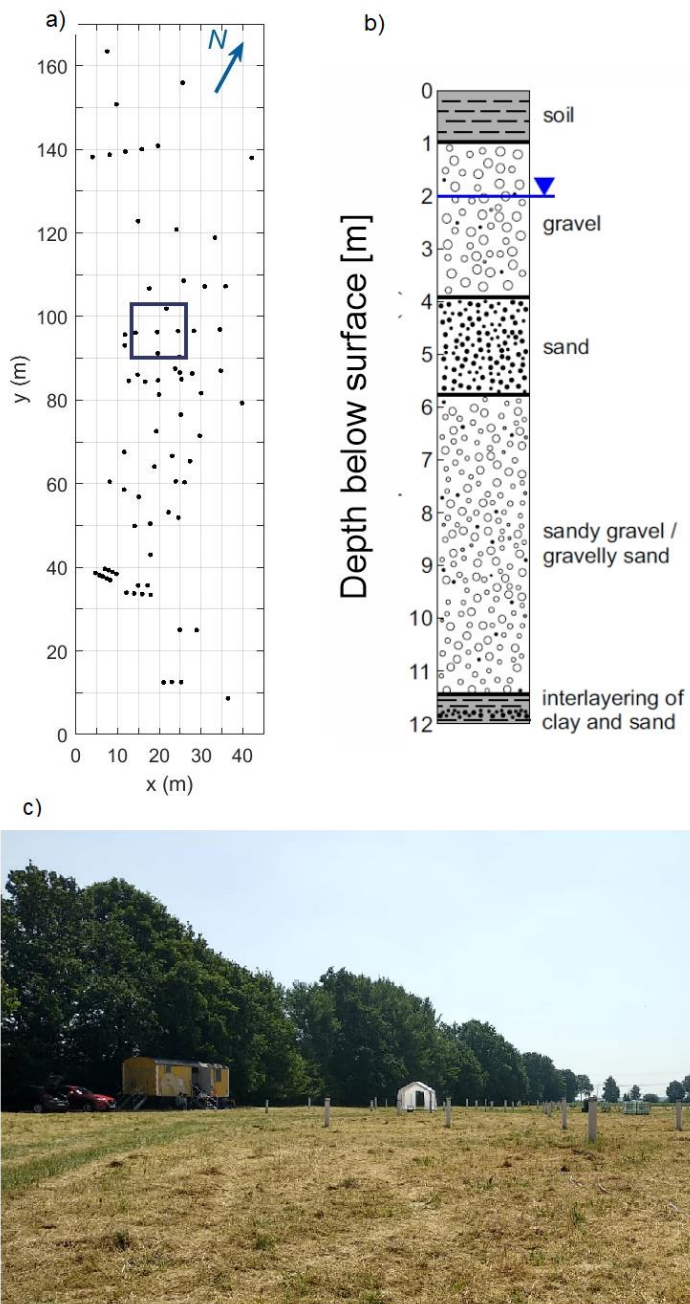 a)
N
160
140
120
100
80
60
40
20
0
y (m)
0 10 20 30 40
x (m)
b)
0
1
2
3
4
5
6
7
8
9
10
11
12
Depth below surface [m]
soil
gravel
sand
sandy gravel /
gravelly sand
interlayering of
clay and sand
c)